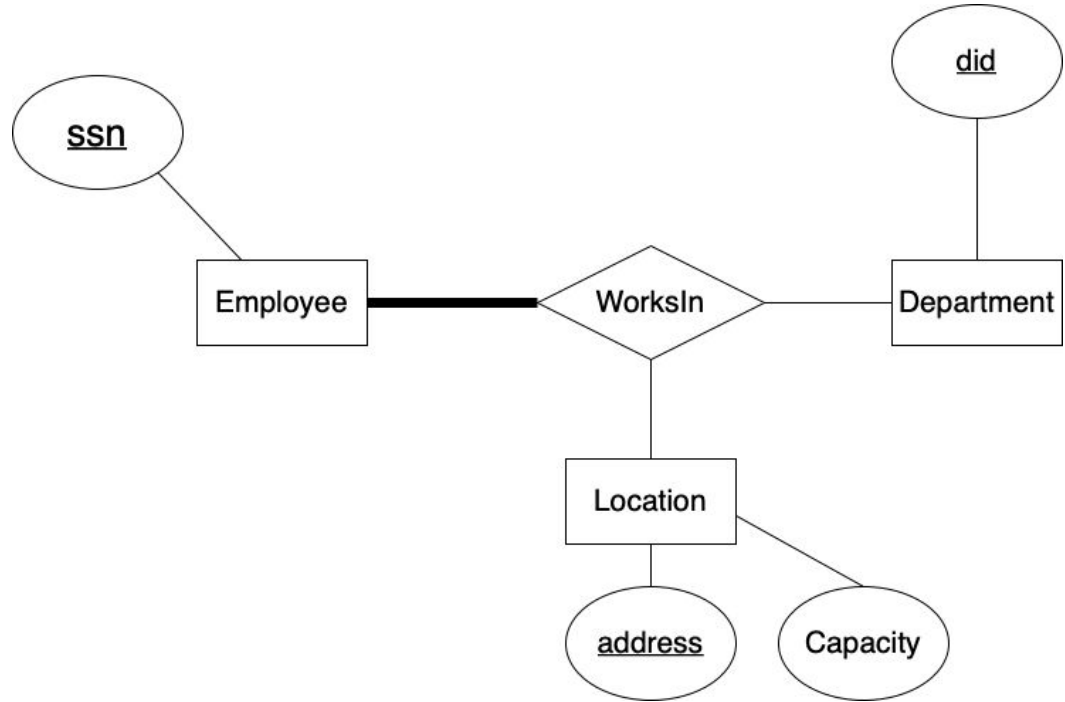 did
ssn
Employee
WorksIn
Department
Location
address
Capacity